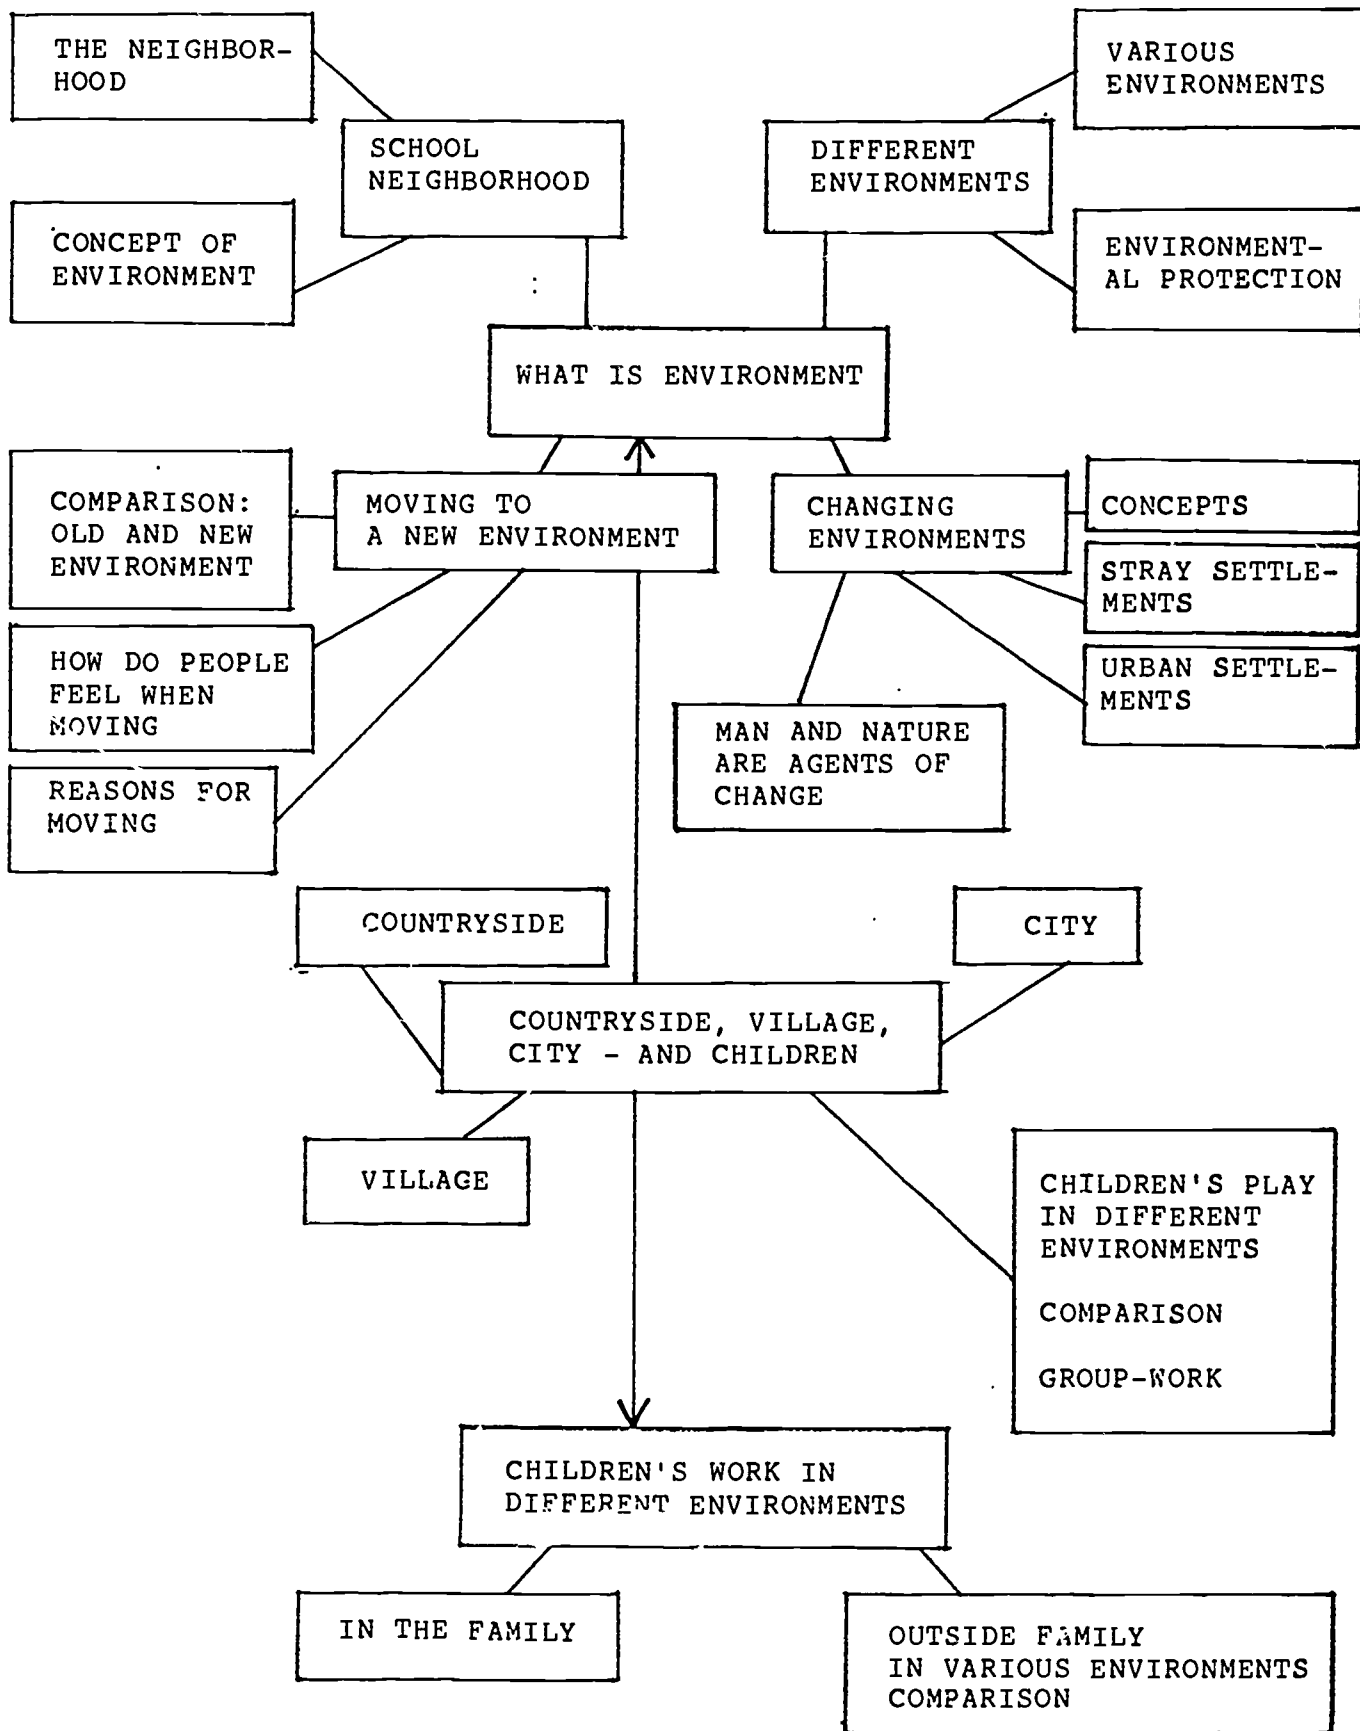 THE NEIGHBOR-
HOOD
VARIOUS
ENVIRONMENTS
SCHOOL
NEIGHBORHOOD
DIFFERENT
ENVIRONMENTS
CONCEPT OF
ENVIRONMENT
ENVIRONMENT-
AL PROTECTION
WHAT IS ENVIRONMENT
COMPARISON:
OLD AND NEW
ENVIRONMENT
MOVING TO
A NEW ENVIRONMENT
CHANGING
ENVIRONMENTS
CONCEPTS
STRAY SETTLE-
MENTS
URBAN SETTLE-
MENTS
HOW DO PEOPLE
FEEL WHEN
MOVING
MAN AND NATURE
ARE AGENTS OF
CHANGE
REASONS FOR
MOVING
COUNTRYSIDE
CITY
COUNTRYSIDE, VILLAGE,
CITY - AND CHILDREN
VILLAGE
CHILDREN'S PLAY
IN DIFFERENT
ENVIRONMENTS
COMPARISON
GROUP-WORK
CHILDREN'S WORK IN
DIFFERENT ENVIRONMENTS
IN THE FAMILY
OUTSIDE FAMILY
IN VARIOUS ENVIRONMENTS
COMPARISON